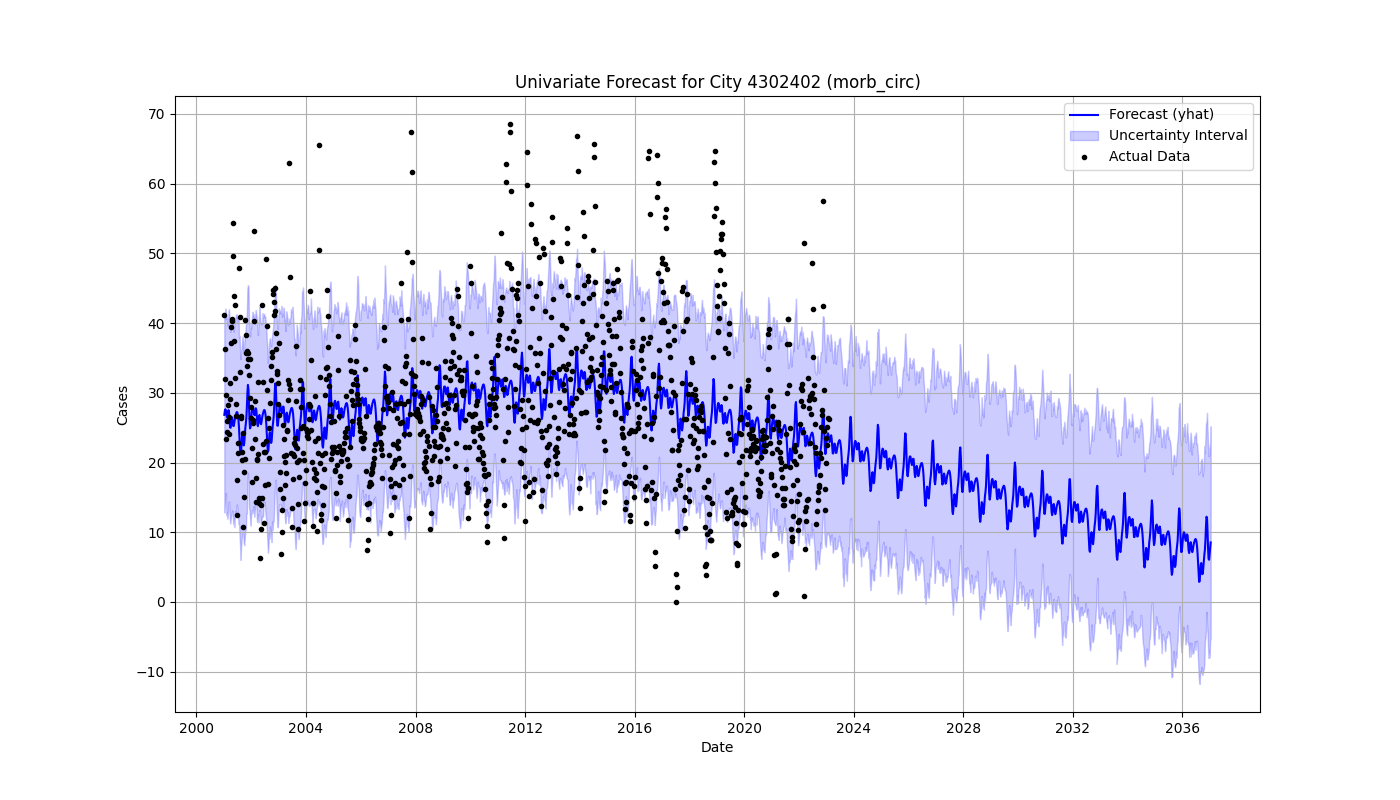 Univariate Forecast for City 4302402 (morb_circ)
Forecast (yhat)
Uncertainty Interval
Actual Data
Cases
70
60
50
40
30
20
10
0
−10
2000 2004 2008 2012 2016 2020 2024 2028 2032 2036
Date